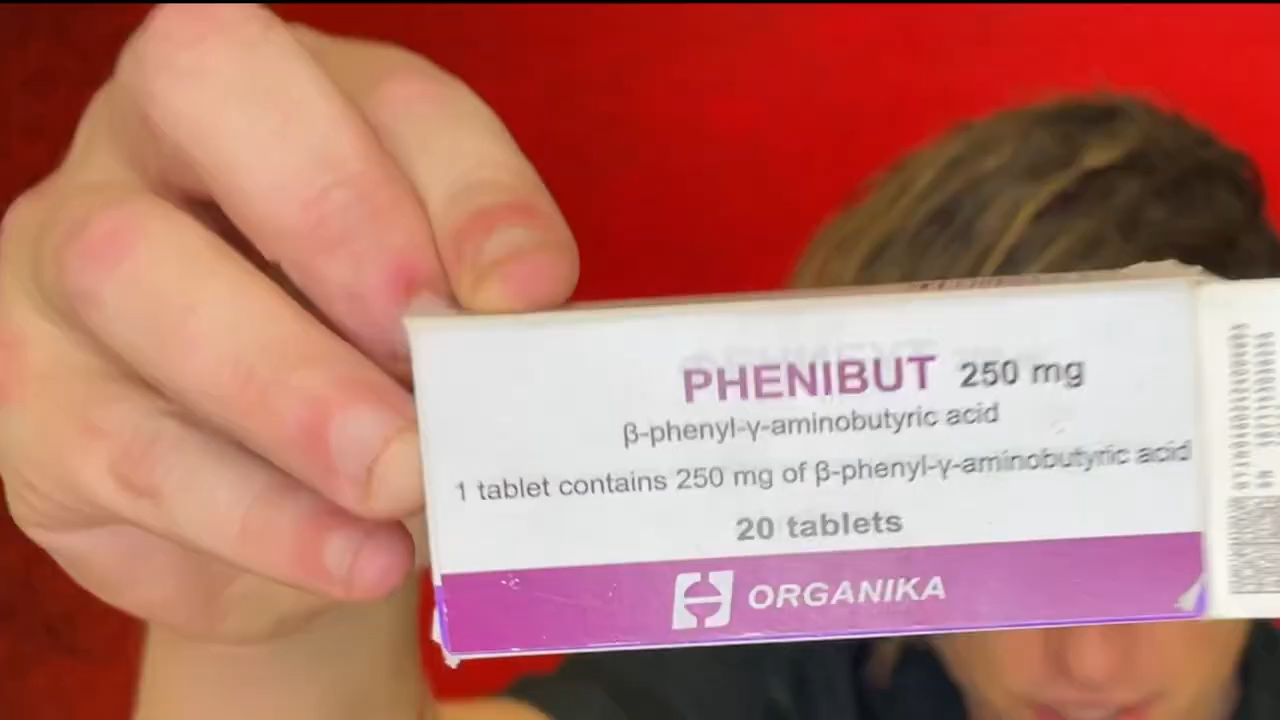 PHENIBUT 250 mg
β-phenyl-γ-aminobutyric acid
1 tablet contains 250 mg of β-phenyl-γ-aminobutyric acid
20 tablets
ORGANIKA